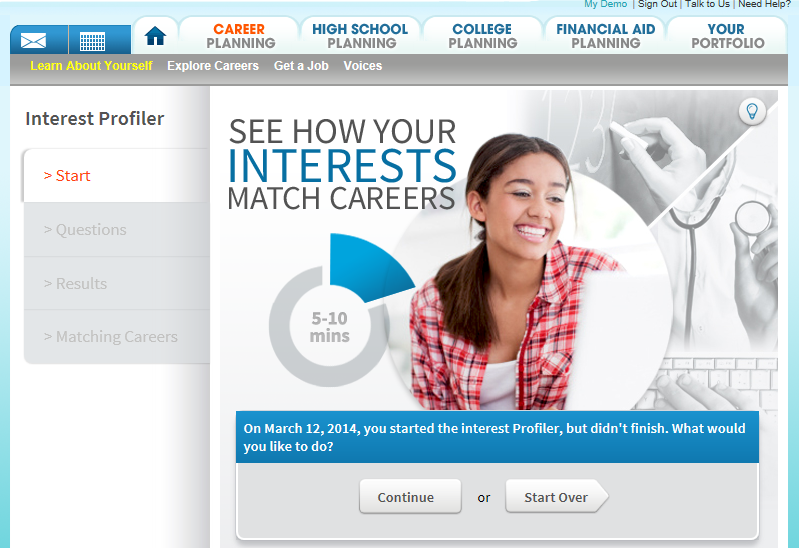 My Demo | Sign Out | Talk to Us | Need Help?
CAREER PLANNING
HIGH SCHOOL PLANNING
COLLEGE PLANNING
FINANCIAL AID PLANNING
YOUR PORTFOLIO
Learn About Yourself Explore Careers Get a Job Voices
Interest Profiler
> Start
> Questions
> Results
> Matching Careers
SEE HOW YOUR
INTERESTS
MATCH CAREERS
5-10
mins
On March 12, 2014, you started the interest Profiler, but didn't finish. What would
you like to do?
Continue or Start Over